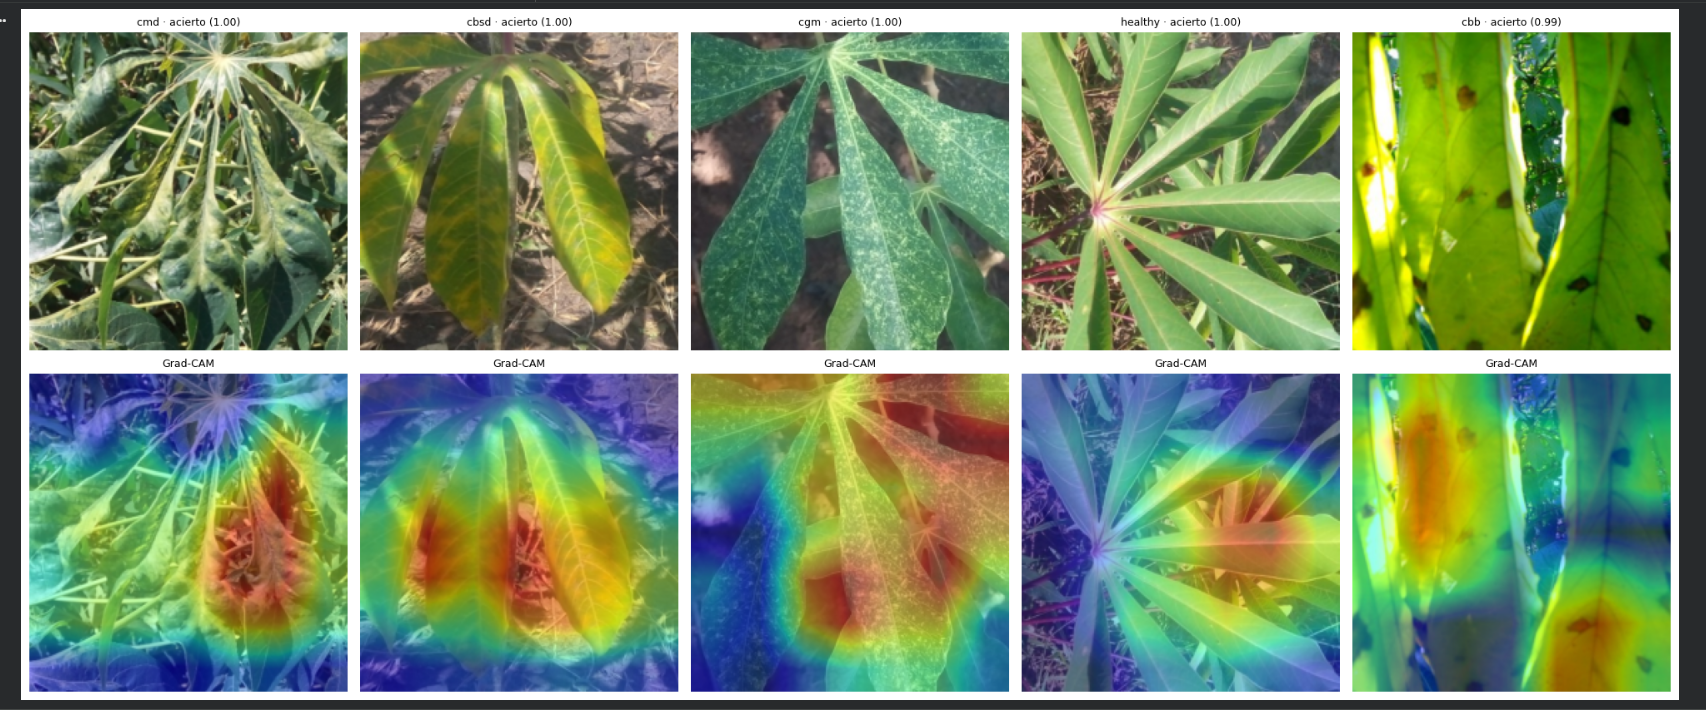 cmd · acierto (1.00)
cbsd · acierto (1.00)
cgm · acierto (1.00)
healthy · acierto (1.00)
cbb · acierto (0.99)
Grad-CAM
Grad-CAM
Grad-CAM
Grad-CAM
Grad-CAM